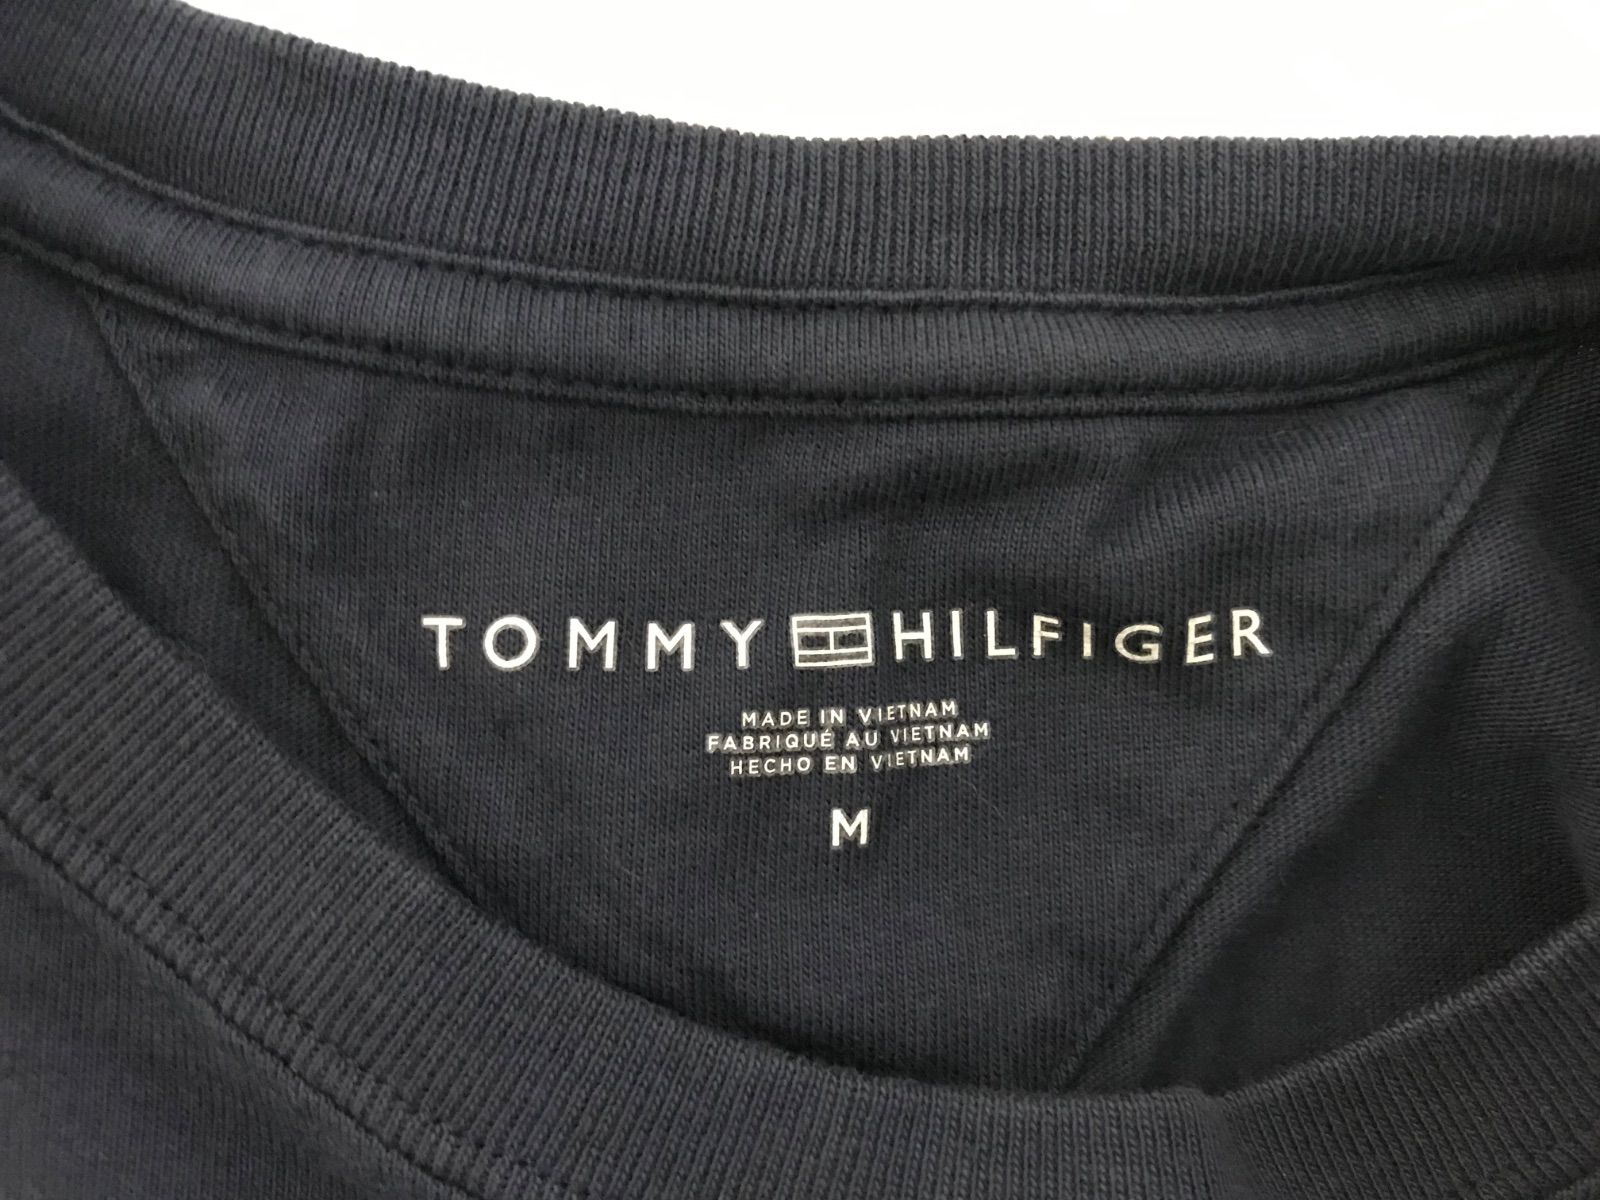 TOMMY HILFIGER
MADE IN VIETNAM
FABRIQUÉ AU VIETNAM
HECHO EN VIETNAM
M